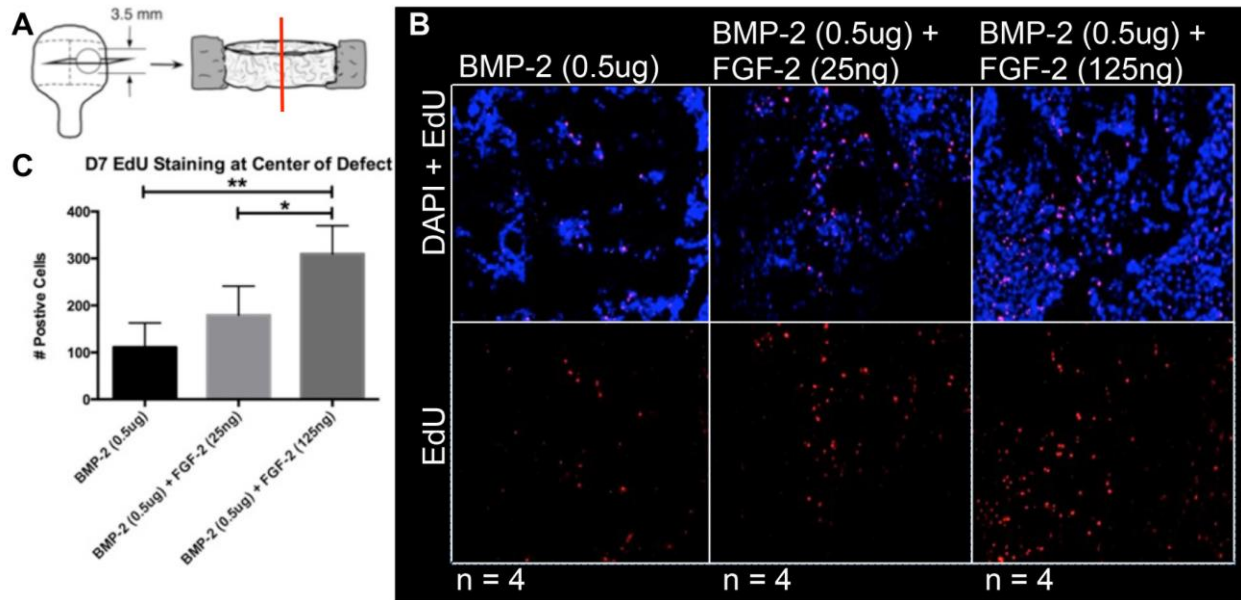 A
3.5 mm
B
BMP-2 (0.5ug)
BMP-2 (0.5ug) +
FGF-2 (25ng)
BMP-2 (0.5ug) +
FGF-2 (125ng)
DAPI + EdU
EdU
n = 4
n = 4
n = 4
C
D7 EdU Staining at Center of Defect
**
*
# Postive Cells
400
300
200
100
0
BMP-2 (0.5ug)
BMP-2 (0.5ug) + FGF-2 (25ng)
BMP-2 (0.5ug) + FGF-2 (125ng)